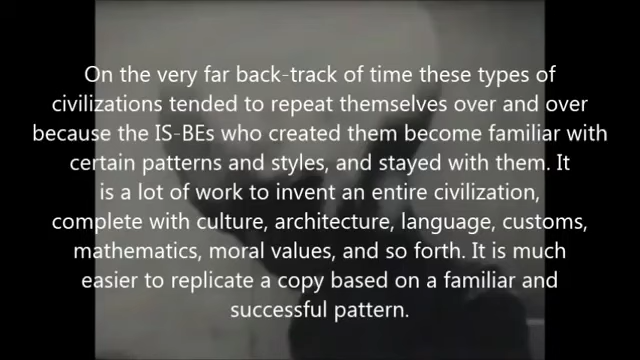 On the very far back-track of time these types of
civilizations tended to repeat themselves over and over
because the IS-BEs who created them become familiar with
certain patterns and styles, and stayed with them. It
is a lot of work to invent an entire civilization,
complete with culture, architecture, language, customs,
mathematics, moral values, and so forth. It is much
easier to replicate a copy based on a familiar and
successful pattern.